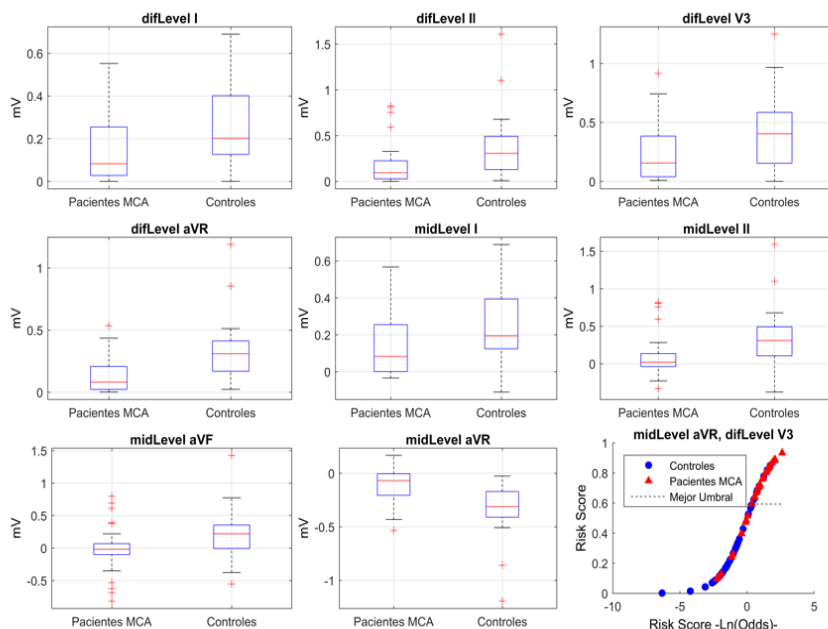 difLevel I
mV
0.6
0.4
0.2
0
Pacientes MCA
Controles
difLevel II
mV
1.5
1
0.5
0
Pacientes MCA
Controles
difLevel V3
mV
1
0.5
0
Pacientes MCA
Controles
difLevel aVR
mV
1
0.5
0
Pacientes MCA
Controles
midLevel I
mV
0.6
0.4
0.2
0
Pacientes MCA
Controles
midLevel II
mV
1.5
1
0.5
0
Pacientes MCA
Controles
midLevel aVF
mV
1.5
1
0.5
0
-0.5
Pacientes MCA
Controles
midLevel aVR
mV
0
-0.5
-1
Pacientes MCA
Controles
midLevel aVR, difLevel V3
Risk Score
1
0.8
0.6
0.4
0.2
0
Controles
Pacientes MCA
Mejor Umbral
-10
-5
0
5
Risk Score -Ln(Odds)-